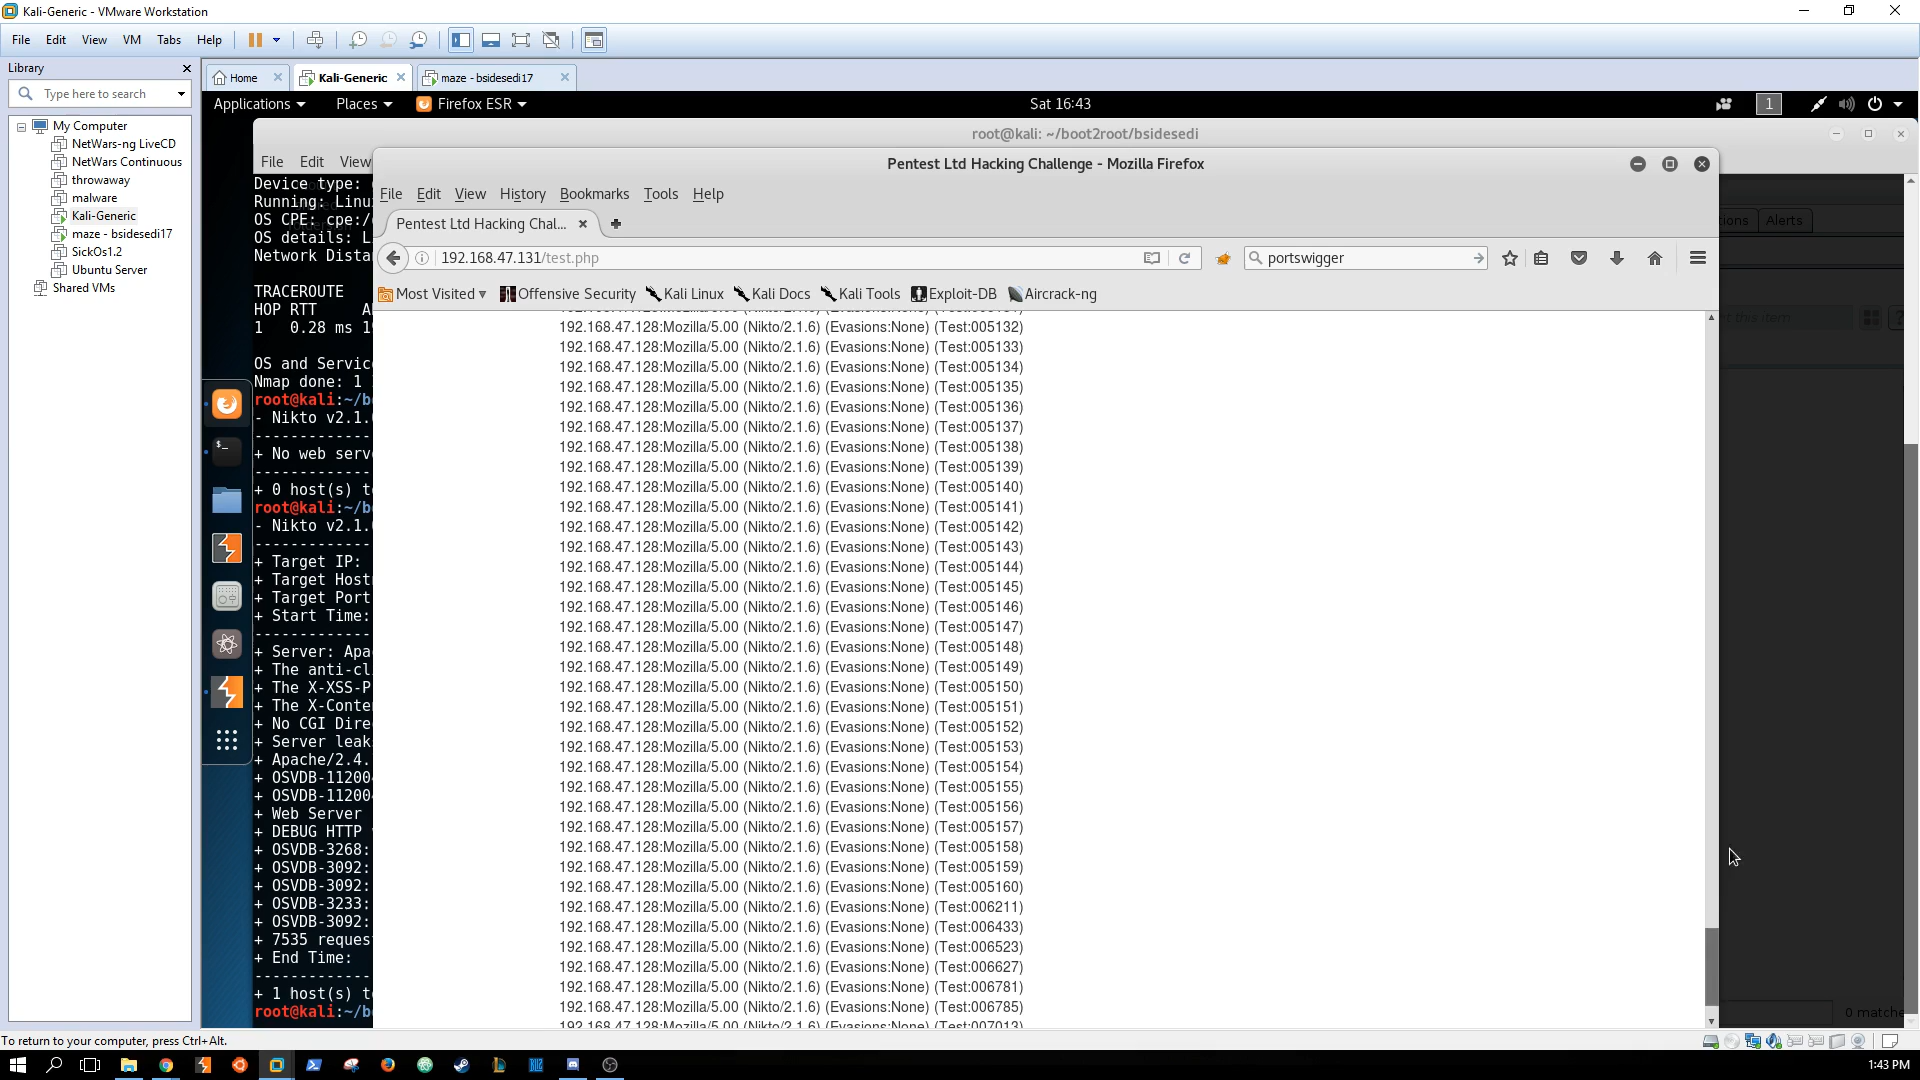 Kali-Generic - VMware Workstation
File Edit View VM Tabs Help
Library
Type here to search
My Computer
NetWars-ng LiveCD
NetWars Continuous
throwaway
malware
Kali-Generic
maze - bsidesedi17
SickOs1.2
Ubuntu Server
Shared VMs
Home
Kali-Generic
maze - bsidesedi17
Applications Places Firefox ESR
Sat 16:43
1
root@kali: ~/boot2root/bsidesedi
File Edit View
Device type:
Running: Linu
OS CPE: cpe:/
OS details: L
Network Dista
TRACEROUTE
HOP RTT
1 0.28 ms 1
OS and Servic
Nmap done: 1
root@kali:~/b
- Nikto v2.1.
---------------
+ No web serv
---------------
+ 0 host(s) t
root@kali:~/b
- Nikto v2.1.
---------------
+ Target IP:
+ Target Host
+ Target Port
+ Start Time:
---------------
+ Server: Apa
+ The anti-cl
+ The X-XSS-P
+ The X-Conte
+ No CGI Dire
+ Server leak
+ Apache/2.4.
+ OSVDB-11200
+ OSVDB-11200
+ Web Server
+ DEBUG HTTP
+ OSVDB-3268:
+ OSVDB-3092:
+ OSVDB-3092:
+ OSVDB-3233:
+ OSVDB-3092:
+ 7535 reques
+ End Time:
---------------
+ 1 host(s) t
root@kali:~/b
Pentest Ltd Hacking Challenge - Mozilla Firefox
File Edit View History Bookmarks Tools Help
Pentest Ltd Hacking Chal...
192.168.47.131/test.php
portswigger
Most Visited Offensive Security Kali Linux Kali Docs Kali Tools Exploit-DB Aircrack-ng
192.168.47.128:Mozilla/5.00 (Nikto/2.1.6) (Evasions:None) (Test:005132)
192.168.47.128:Mozilla/5.00 (Nikto/2.1.6) (Evasions:None) (Test:005133)
192.168.47.128:Mozilla/5.00 (Nikto/2.1.6) (Evasions:None) (Test:005134)
192.168.47.128:Mozilla/5.00 (Nikto/2.1.6) (Evasions:None) (Test:005135)
192.168.47.128:Mozilla/5.00 (Nikto/2.1.6) (Evasions:None) (Test:005136)
192.168.47.128:Mozilla/5.00 (Nikto/2.1.6) (Evasions:None) (Test:005137)
192.168.47.128:Mozilla/5.00 (Nikto/2.1.6) (Evasions:None) (Test:005138)
192.168.47.128:Mozilla/5.00 (Nikto/2.1.6) (Evasions:None) (Test:005139)
192.168.47.128:Mozilla/5.00 (Nikto/2.1.6) (Evasions:None) (Test:005140)
192.168.47.128:Mozilla/5.00 (Nikto/2.1.6) (Evasions:None) (Test:005141)
192.168.47.128:Mozilla/5.00 (Nikto/2.1.6) (Evasions:None) (Test:005142)
192.168.47.128:Mozilla/5.00 (Nikto/2.1.6) (Evasions:None) (Test:005143)
192.168.47.128:Mozilla/5.00 (Nikto/2.1.6) (Evasions:None) (Test:005144)
192.168.47.128:Mozilla/5.00 (Nikto/2.1.6) (Evasions:None) (Test:005145)
192.168.47.128:Mozilla/5.00 (Nikto/2.1.6) (Evasions:None) (Test:005146)
192.168.47.128:Mozilla/5.00 (Nikto/2.1.6) (Evasions:None) (Test:005147)
192.168.47.128:Mozilla/5.00 (Nikto/2.1.6) (Evasions:None) (Test:005148)
192.168.47.128:Mozilla/5.00 (Nikto/2.1.6) (Evasions:None) (Test:005149)
192.168.47.128:Mozilla/5.00 (Nikto/2.1.6) (Evasions:None) (Test:005150)
192.168.47.128:Mozilla/5.00 (Nikto/2.1.6) (Evasions:None) (Test:005151)
192.168.47.128:Mozilla/5.00 (Nikto/2.1.6) (Evasions:None) (Test:005152)
192.168.47.128:Mozilla/5.00 (Nikto/2.1.6) (Evasions:None) (Test:005153)
192.168.47.128:Mozilla/5.00 (Nikto/2.1.6) (Evasions:None) (Test:005154)
192.168.47.128:Mozilla/5.00 (Nikto/2.1.6) (Evasions:None) (Test:005155)
192.168.47.128:Mozilla/5.00 (Nikto/2.1.6) (Evasions:None) (Test:005156)
192.168.47.128:Mozilla/5.00 (Nikto/2.1.6) (Evasions:None) (Test:005157)
192.168.47.128:Mozilla/5.00 (Nikto/2.1.6) (Evasions:None) (Test:005158)
192.168.47.128:Mozilla/5.00 (Nikto/2.1.6) (Evasions:None) (Test:005159)
192.168.47.128:Mozilla/5.00 (Nikto/2.1.6) (Evasions:None) (Test:005160)
192.168.47.128:Mozilla/5.00 (Nikto/2.1.6) (Evasions:None) (Test:006211)
192.168.47.128:Mozilla/5.00 (Nikto/2.1.6) (Evasions:None) (Test:006433)
192.168.47.128:Mozilla/5.00 (Nikto/2.1.6) (Evasions:None) (Test:006523)
192.168.47.128:Mozilla/5.00 (Nikto/2.1.6) (Evasions:None) (Test:006627)
192.168.47.128:Mozilla/5.00 (Nikto/2.1.6) (Evasions:None) (Test:006781)
192.168.47.128:Mozilla/5.00 (Nikto/2.1.6) (Evasions:None) (Test:006785)
192.168.47.128:Mozilla/5.00 (Nikto/2.1.6) (Evasions:None) (Test:007013)
tions Alerts
t this item
0 matche
To return to your computer, press Ctrl+Alt.
1:43 PM